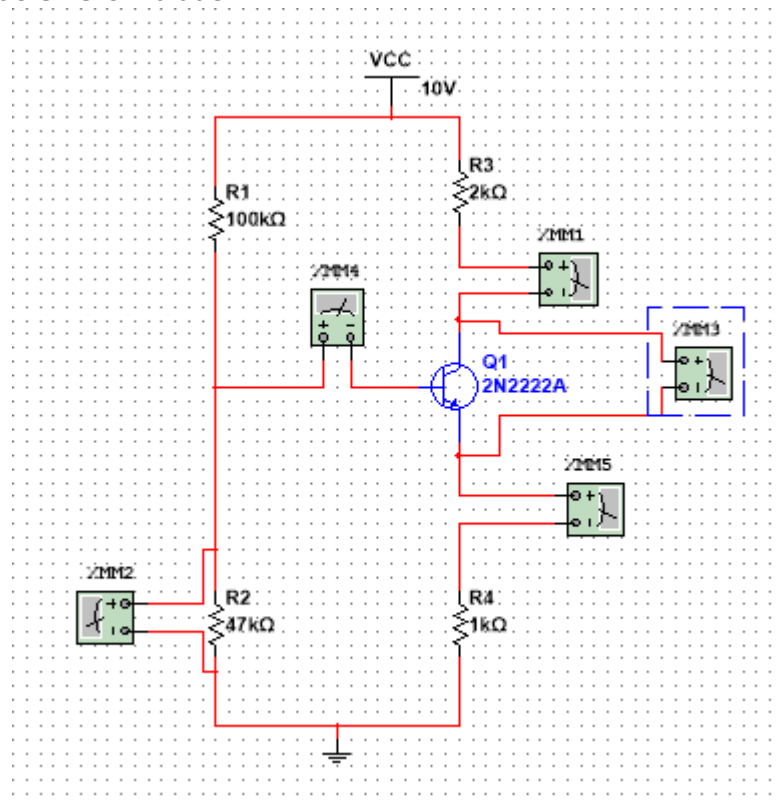 VCC
10V
R3
2kΩ
R1
100kΩ
XMM1
XMM4
XMM3
Q1
2N2222A
XMM5
XMM2
R2
47kΩ
R4
1kΩ